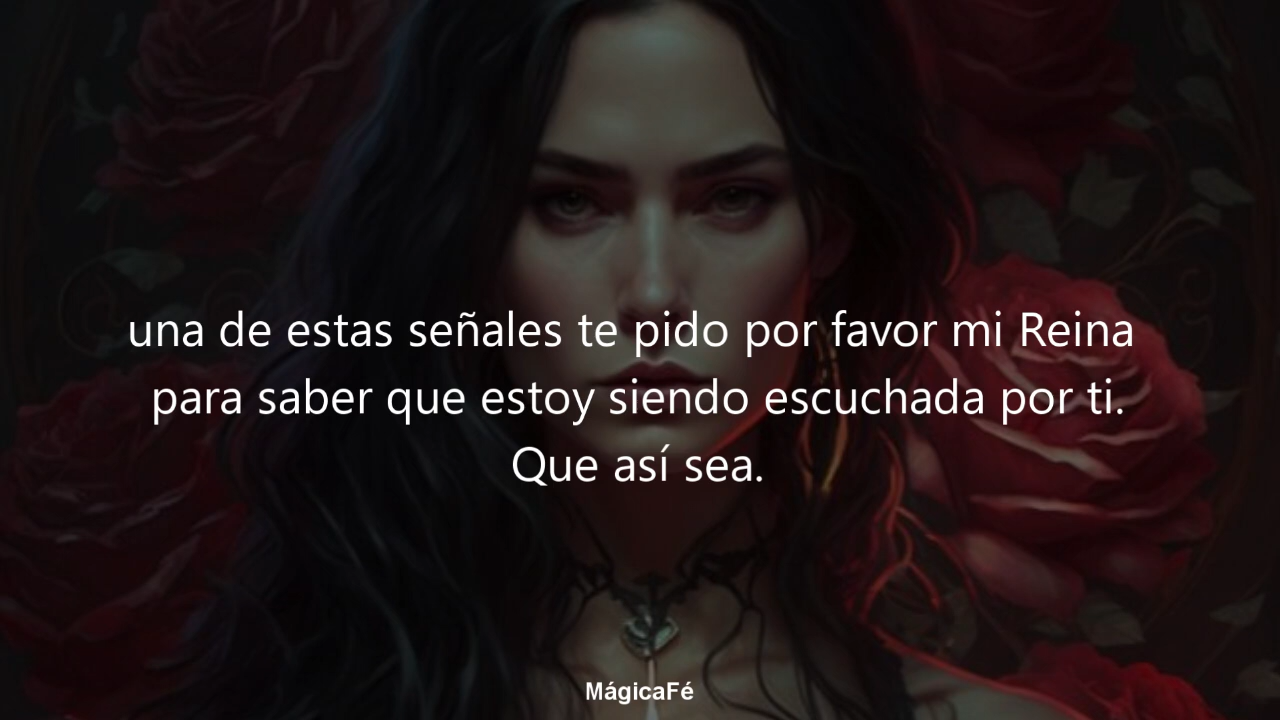 una de estas señales te pido por favor mi Reina
para saber que estoy siendo escuchada por ti.
Que así sea.
MágicaFé